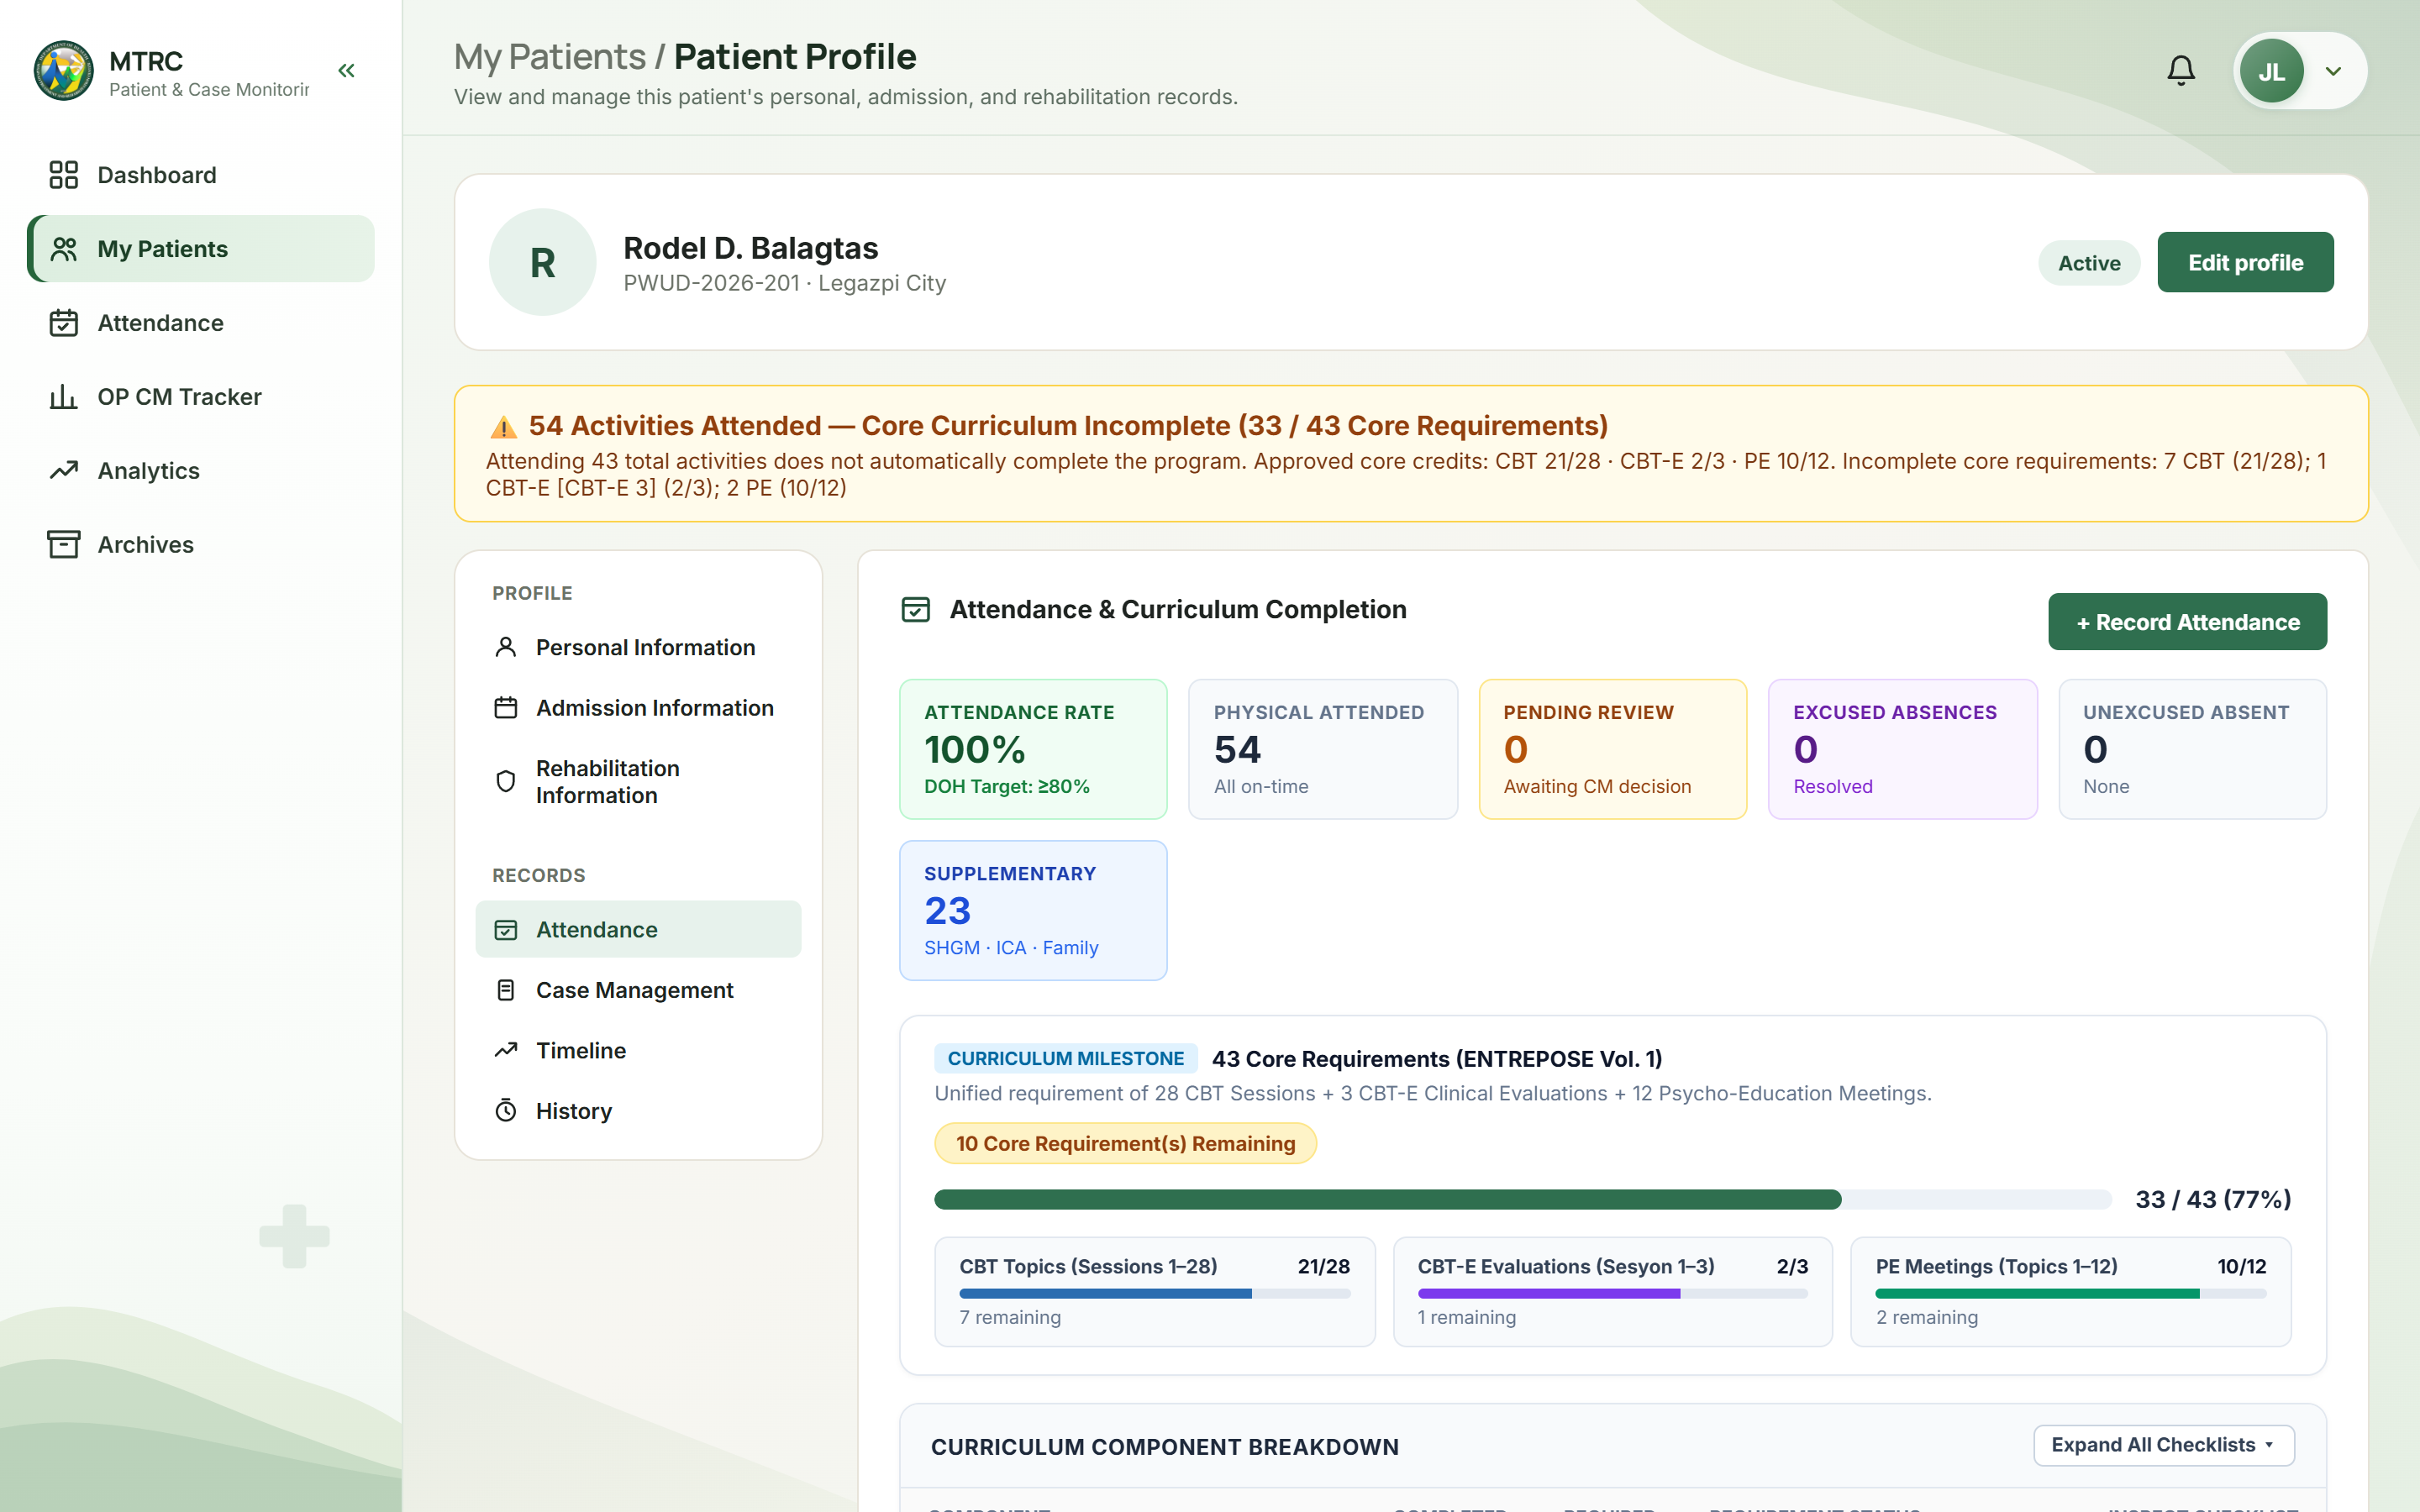 MTRC
Patient & Case Monitorir
Dashboard
My Patients
Attendance
OP CM Tracker
Analytics
Archives
My Patients / Patient Profile
View and manage this patient's personal, admission, and rehabilitation records.
JL
R
Rodel D. Balagtas
PWUD-2026-201 · Legazpi City
Active
Edit profile
54 Activities Attended — Core Curriculum Incomplete (33 / 43 Core Requirements)
Attending 43 total activities does not automatically complete the program. Approved core credits: CBT 21/28 · CBT-E 2/3 · PE 10/12. Incomplete core requirements: 7 CBT (21/28); 1
CBT-E [CBT-E 3] (2/3); 2 PE (10/12)
PROFILE
Personal Information
Admission Information
Rehabilitation
Information
RECORDS
Attendance
Case Management
Timeline
History
Attendance & Curriculum Completion
+ Record Attendance
ATTENDANCE RATE
100%
DOH Target: ≥80%
PHYSICAL ATTENDED
54
All on-time
PENDING REVIEW
0
Awaiting CM decision
EXCUSED ABSENCES
0
Resolved
UNEXCUSED ABSENT
0
None
SUPPLEMENTARY
23
SHGM · ICA · Family
CURRICULUM MILESTONE 43 Core Requirements (ENTREPOSE Vol. 1)
Unified requirement of 28 CBT Sessions + 3 CBT-E Clinical Evaluations + 12 Psycho-Education Meetings.
10 Core Requirement(s) Remaining
33 / 43 (77%)
CBT Topics (Sessions 1–28) 21/28
7 remaining
CBT-E Evaluations (Sesyon 1–3) 2/3
1 remaining
PE Meetings (Topics 1–12) 10/12
2 remaining
CURRICULUM COMPONENT BREAKDOWN
Expand All Checklists